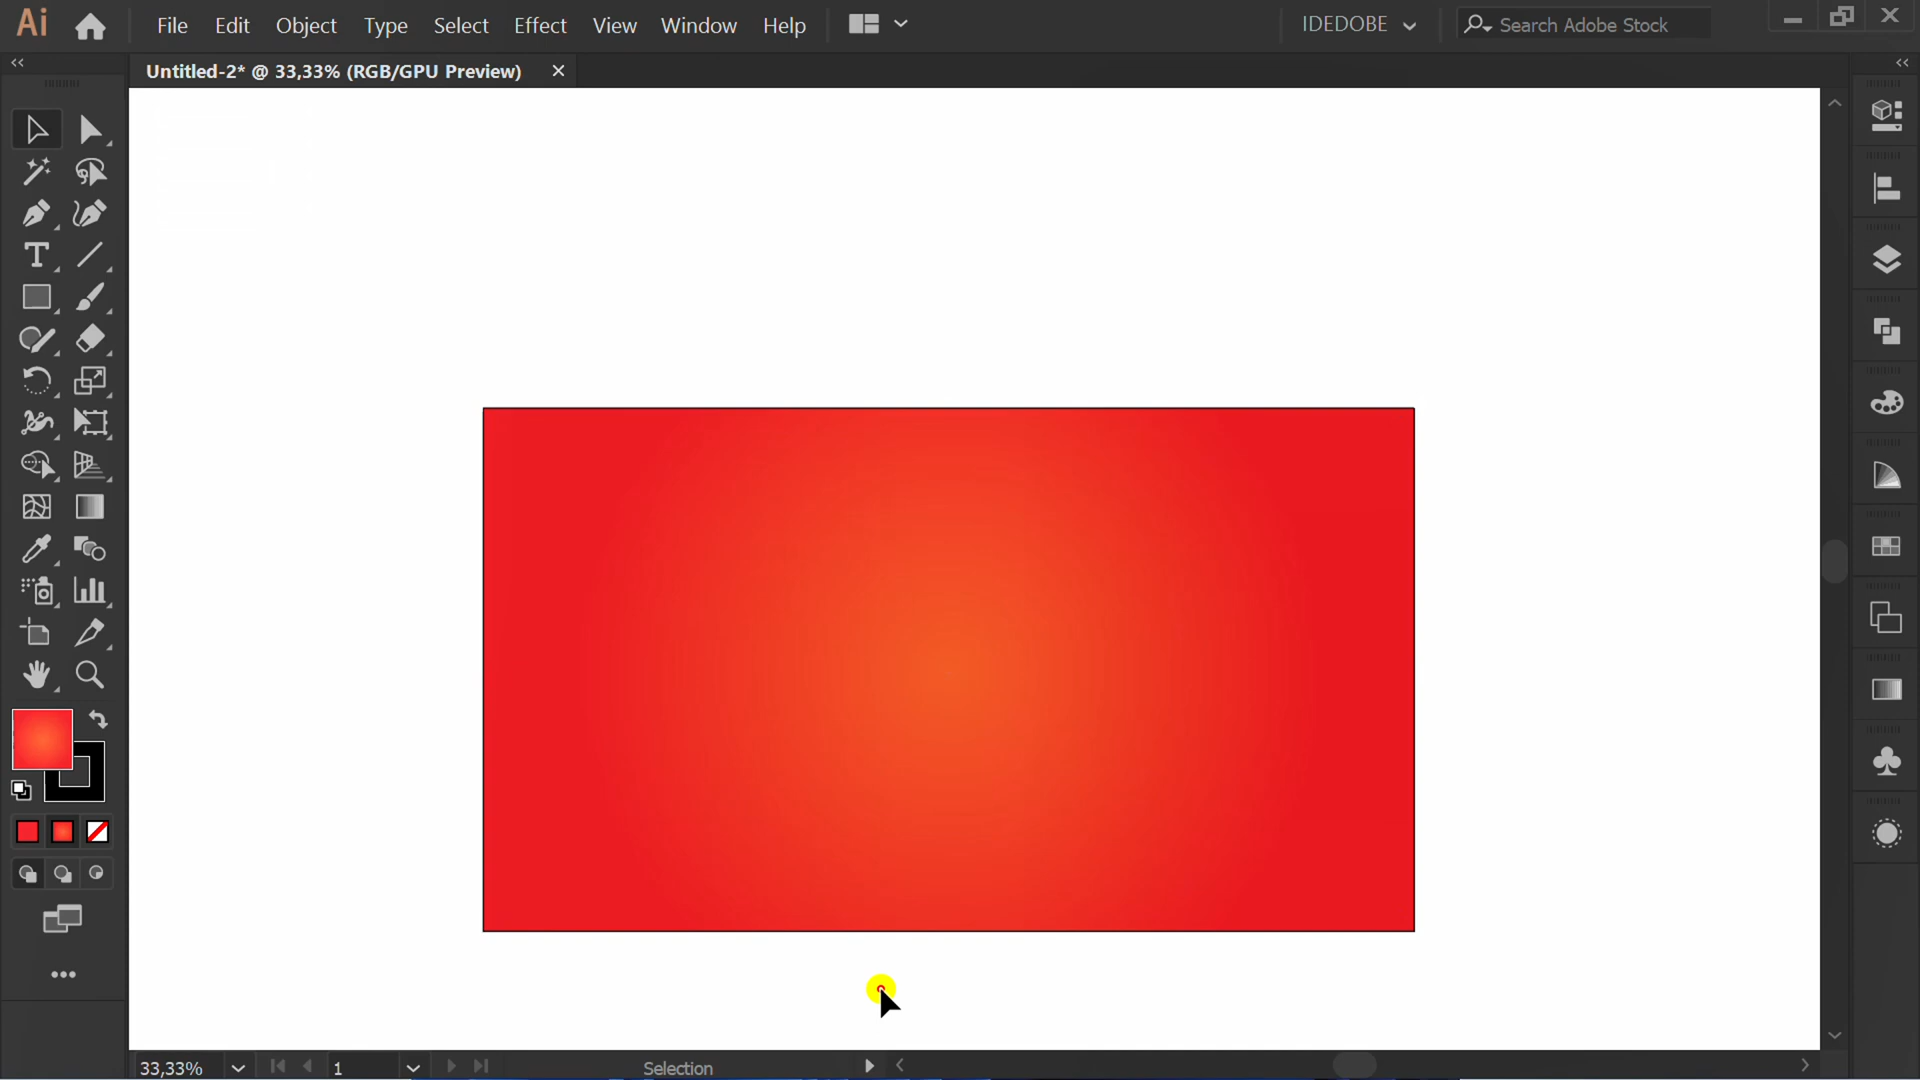 Ai File Edit Object Type Select Effect View Window Help IDEDOBE Search Adobe Stock
Untitled-2* @ 33,33% (RGB/GPU Preview)
33,33% 1 Selection